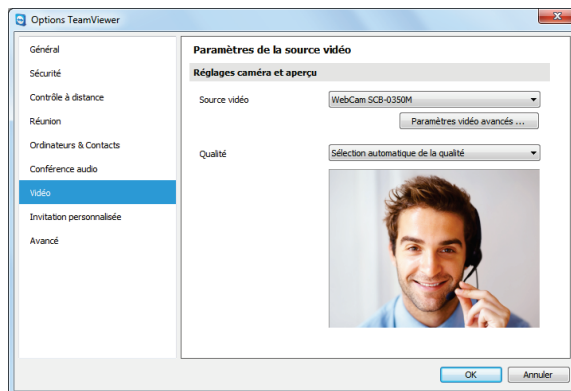 Options TeamViewer
Général
Sécurité
Contrôle à distance
Réunion
Ordinateurs & Contacts
Conférence audio
Vidéo
Invitation personnalisée
Avancé
Paramètres de la source vidéo
Réglages caméra et aperçu
Source vidéo
WebCam SCB-0350M
Paramètres vidéo avancés ...
Qualité
Sélection automatique de la qualité
OK
Annuler